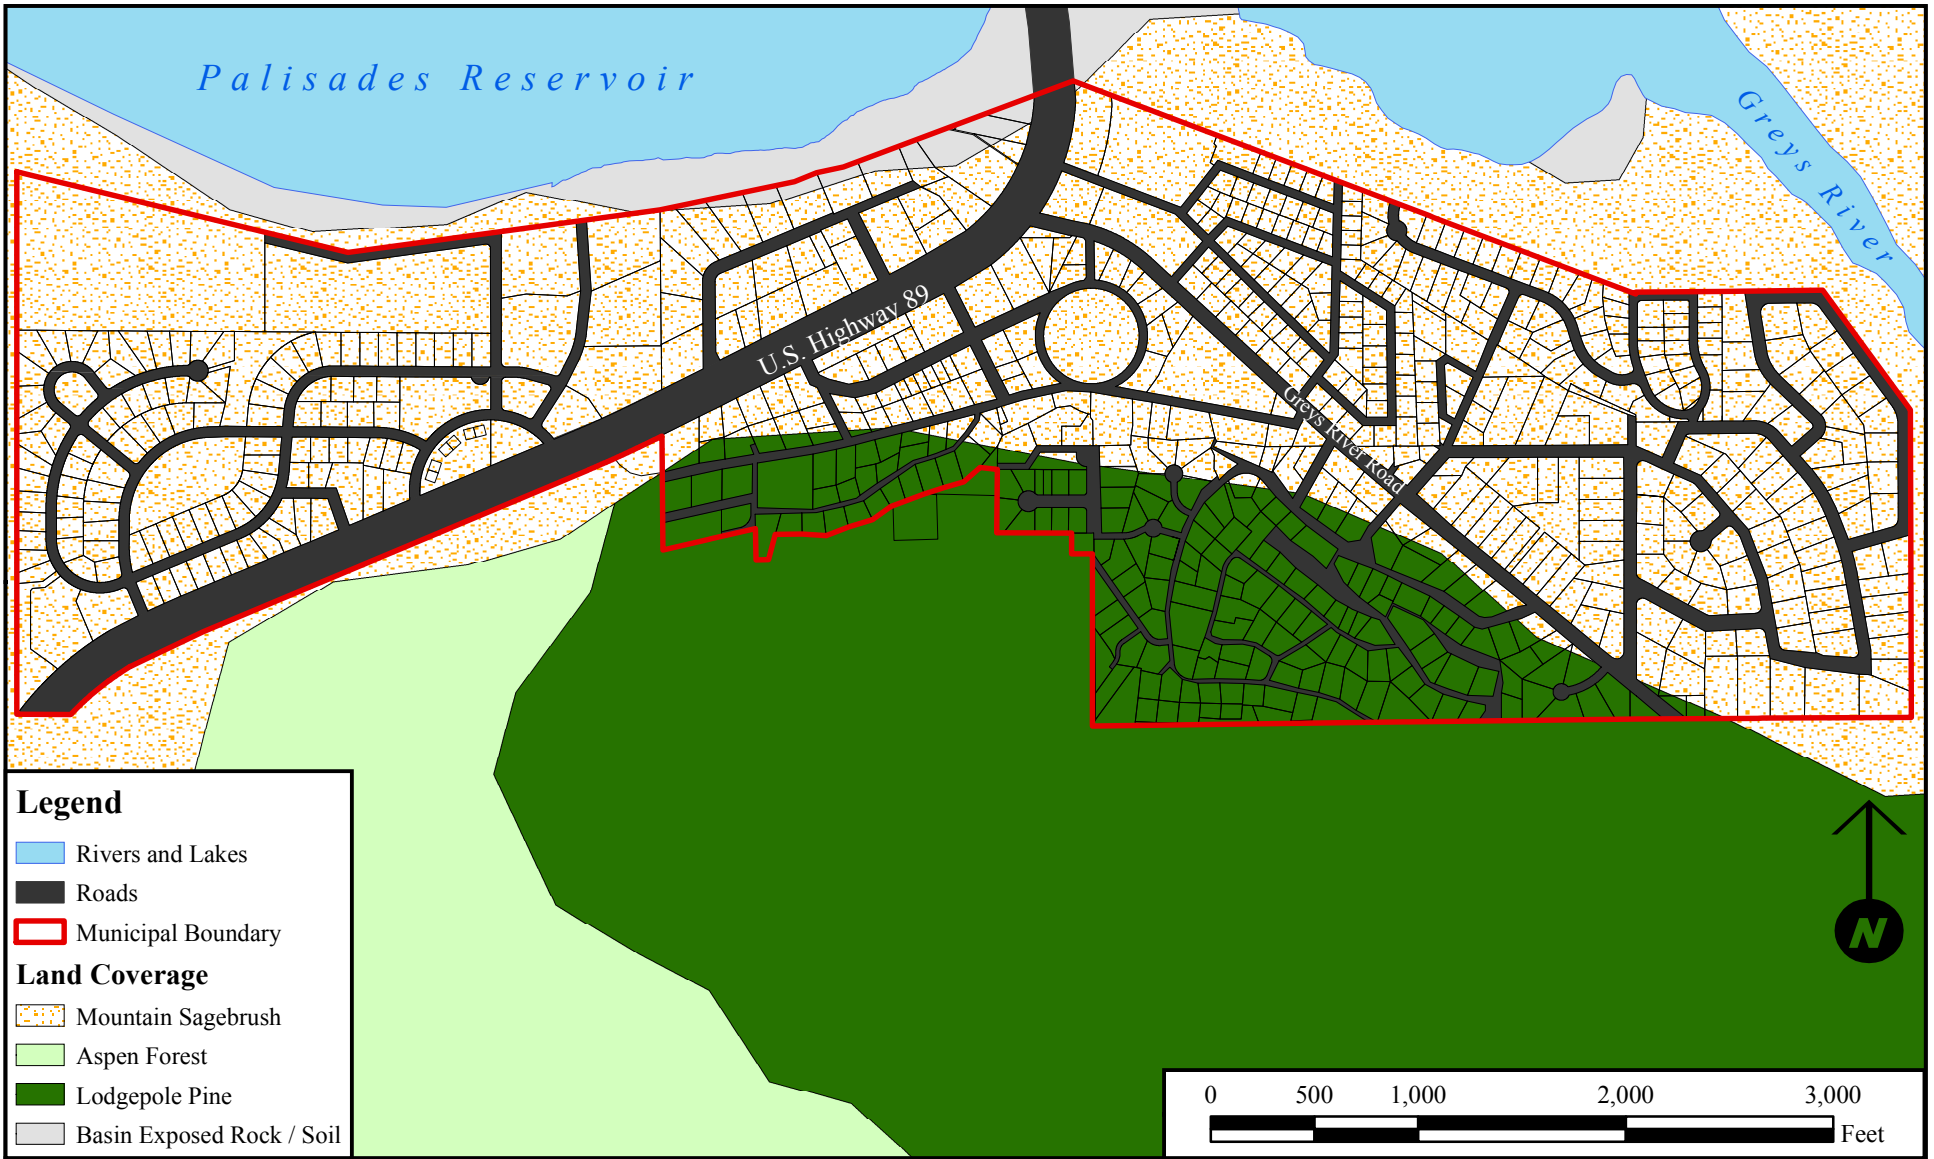 Palisades Reservoir
Greys River
U.S. Highway 89
Greys River Road
Legend
Rivers and Lakes
Roads
Municipal Boundary
Land Coverage
Mountain Sagebrush
Aspen Forest
Lodgepole Pine
Basin Exposed Rock / Soil
N
0 500 1,000 2,000 3,000
Feet